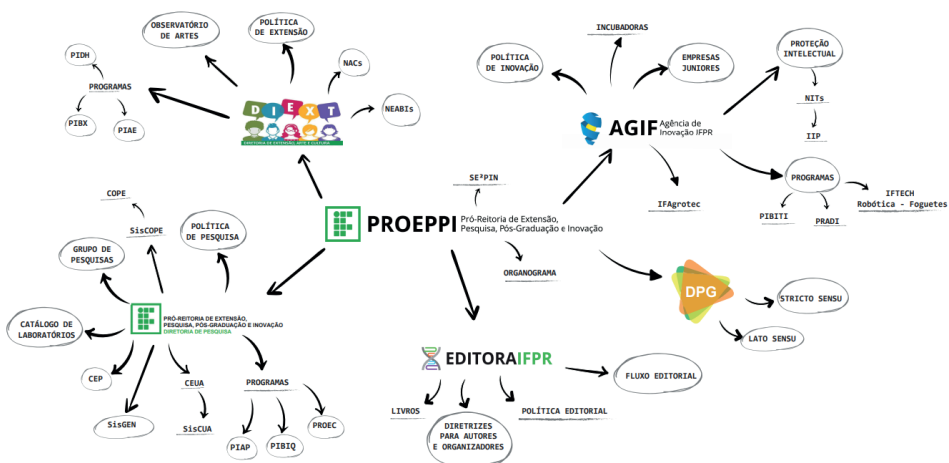 OBSERVATÓRIO
DE ARTES
POLÍTICA
DE EXTENSÃO
PIDH
PROGRAMAS
PIBX
PIAE
NACs
NEABIs
DIEXT
DIRETORIA DE EXTENSÃO, ARTE E CULTURA
INCUBADORAS
POLÍTICA
DE INOVAÇÃO
EMPRESAS
JUNIORES
PROTEÇÃO
INTELECTUAL
NITs
IIP
AGIF
Agência de
Inovação IFPR
IFAgrotec
PROGRAMAS
PIBITI
PRADI
IFTECH
Robótica - Foguetes
SE²PIN
PROEPPI
Pró-Reitoria de Extensão,
Pesquisa, Pós-Graduação e Inovação
ORGANOGRAMA
COPE
SisCOPE
POLÍTICA
DE PESQUISA
GRUPO DE
PESQUISAS
CATÁLOGO DE
LABORATÓRIOS
PRÓ-REITORIA DE EXTENSÃO,
PESQUISA, PÓS-GRADUAÇÃO E INOVAÇÃO
DIRETORIA DE PESQUISA
CEP
SisGEN
CEUA
SisCUA
PROGRAMAS
PIAP
PIBIQ
PROEC
DPG
STRICTO SENSU
LATO SENSU
EDITORAIFPR
FLUXO EDITORIAL
LIVROS
DIRETRIZES
PARA AUTORES
E ORGANIZADORES
POLÍTICA EDITORIAL